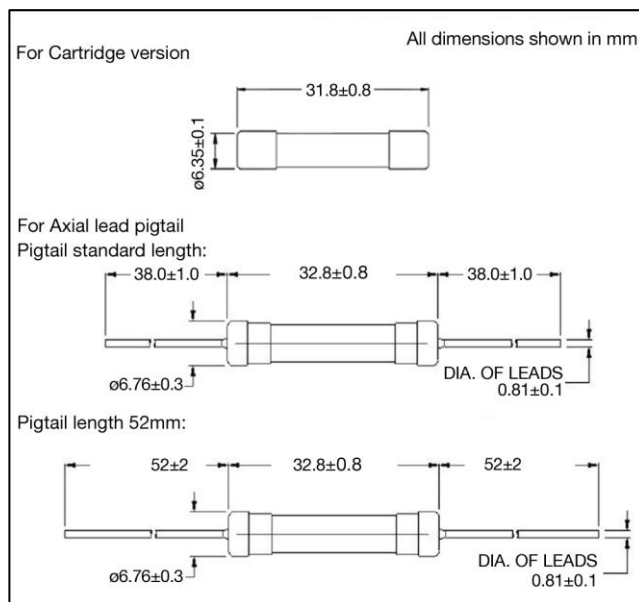 For Cartridge version
All dimensions shown in mm
31.8±0.8
ø6.35±0.1
For Axial lead pigtail
Pigtail standard length:
38.0±1.0
32.8±0.8
38.0±1.0
ø6.76±0.3
DIA. OF LEADS
0.81±0.1
Pigtail length 52mm:
52±2
32.8±0.8
52±2
ø6.76±0.3
DIA. OF LEADS
0.81±0.1